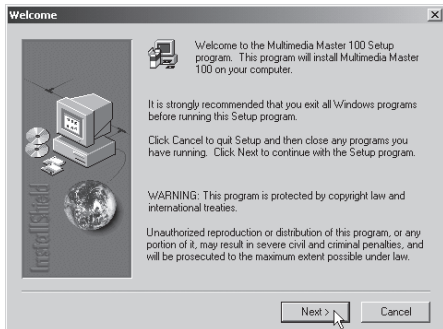 Welcome
Welcome to the Multimedia Master 100 Setup
program. This program will install Multimedia Master
100 on your computer.
It is strongly recommended that you exit all Windows programs
before running this Setup program.
Click Cancel to quit Setup and then close any programs you
have running. Click Next to continue with the Setup program.
WARNING: This program is protected by copyright law and
international treaties.
Unauthorized reproduction or distribution of this program, or any
portion of it, may result in severe civil and criminal penalties, and
will be prosecuted to the maximum extent possible under law.
InstallShield
Next >
Cancel